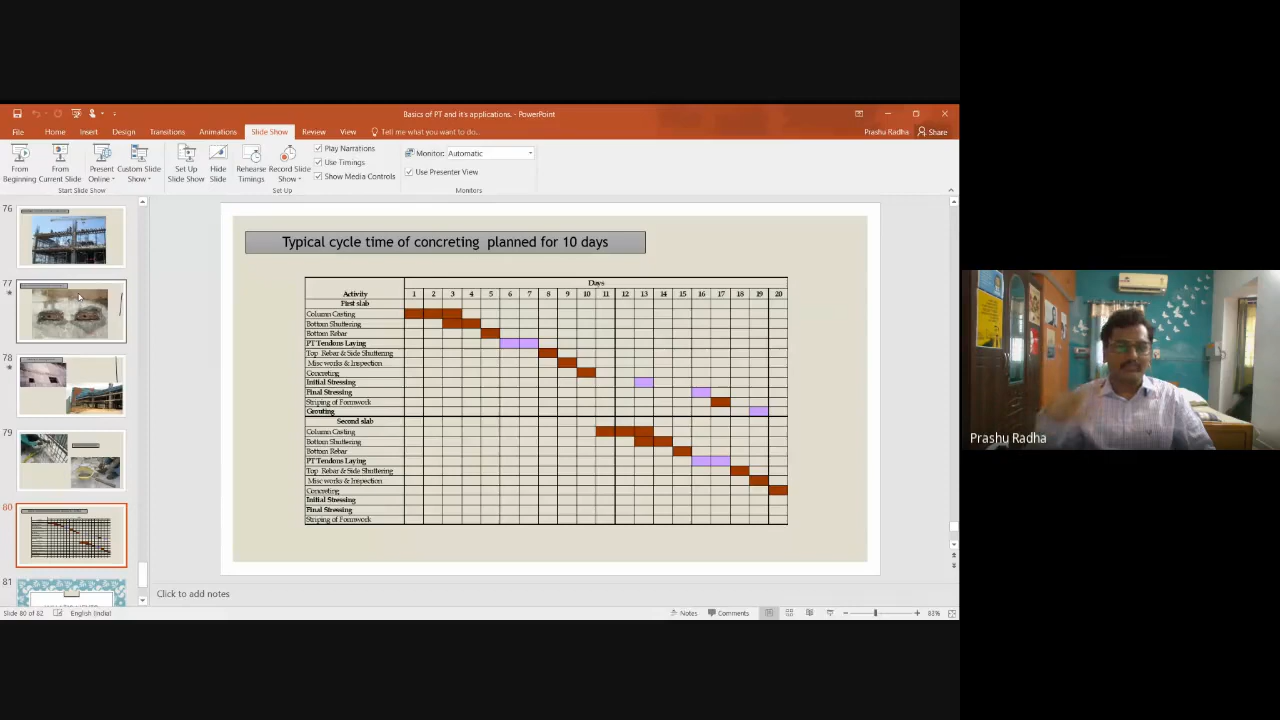 Basics of PT and it's applications. - PowerPoint
File Home Insert Design Transitions Animations Slide Show Review View Tell me what you want to do... Prashu Radha Share
From Beginning
From Current Slide
Present Online
Custom Slide Show
Start Slide Show
Set Up Slide Show
Hide Slide
Rehearse Timings
Record Slide Show
Play Narrations
Use Timings
Show Media Controls
Set Up
Monitor: Automatic
Use Presenter View
Monitors
76
77
78
79
80
81
Typical cycle time of concreting planned for 10 days
Days
Activity 1 2 3 4 5 6 7 8 9 10 11 12 13 14 15 16 17 18 19 20
First slab
Column Casting
Bottom Shuttering
Bottom Rebar
PT Tendons Laying
Top Rebar & Side Shuttering
Misc works & Inspection
Concreting
Initial Stressing
Final Stressing
Striping of Formwork
Grouting
Second slab
Column Casting
Bottom Shuttering
Bottom Rebar
PT Tendons Laying
Top Rebar & Side Shuttering
Misc works & Inspection
Concreting
Initial Stressing
Final Stressing
Striping of Formwork
Click to add notes
Slide 80 of 82 English (India) Notes Comments 83%
Prashu Radha